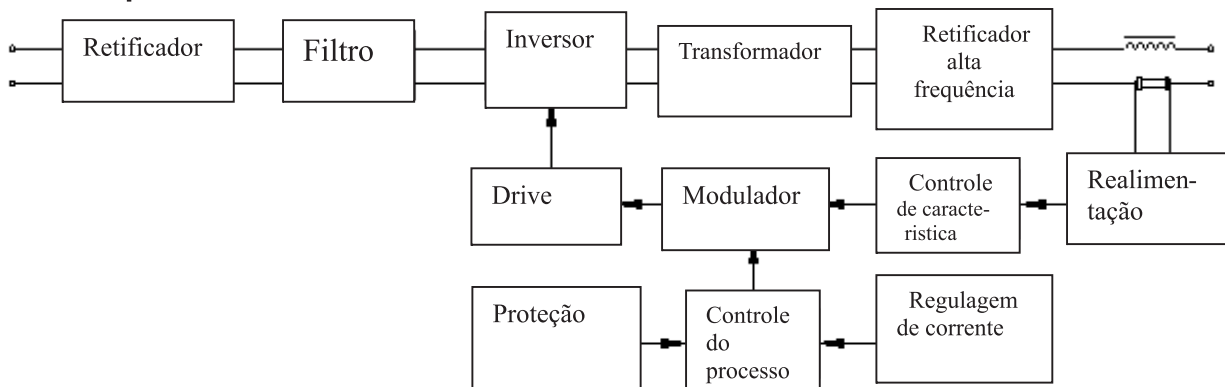 Retificador
Filtro
Inversor
Transformador
Retificador
alta
frequência
Drive
Modulador
Controle
de caracte-
ristica
Realimen-
tação
Proteção
Controle
do
processo
Regulagem
de corrente